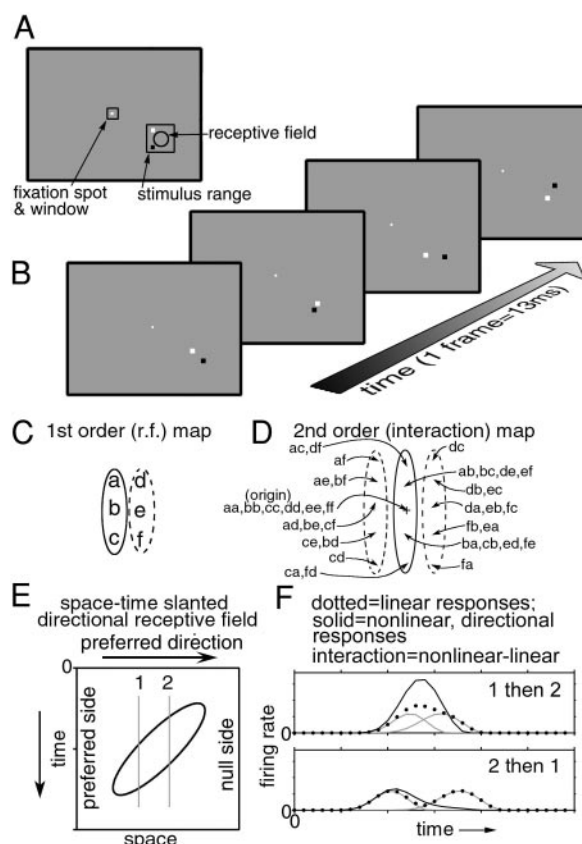 A
receptive field
fixation spot
& window
stimulus range
B
time (1 frame=13ms)
C
1st order (r.f.) map
a
d
b
e
c
f
D
2nd order (interaction) map
ac,df
dc
af
ab,bc,de,ef
ae,bf
db,ec
(origin)
aa,bb,cc,dd,ee,ff
da,eb,fc
ad,be,cf
fb,ea
ce,bd
ba,cb,ed,fe
cd
ca,fd
fa
E
space-time slanted
directional receptive field
preferred direction
0
1
2
time
preferred side
null side
space
F
dotted=linear responses;
solid=nonlinear, directional
responses
interaction=nonlinear-linear
1 then 2
0
2 then 1
0
firing rate
0
time